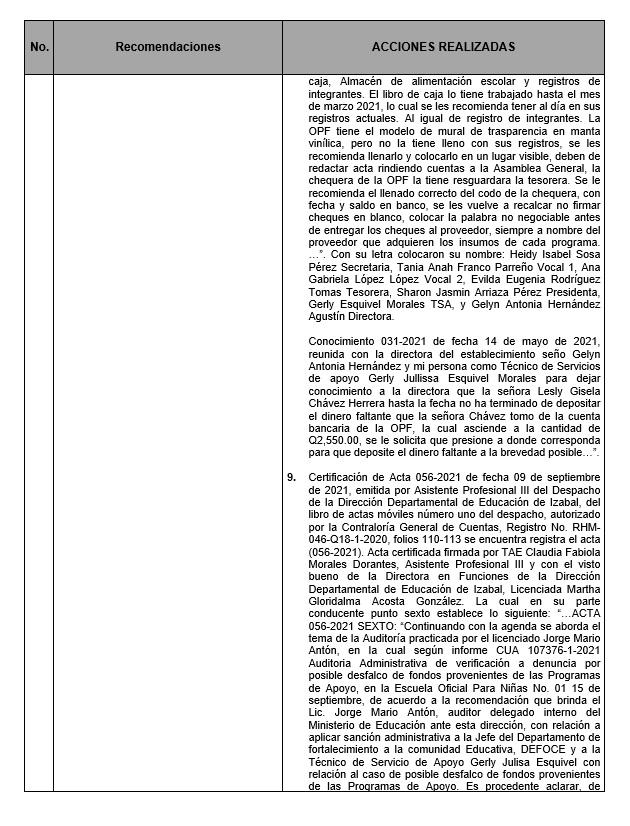 No.
Recomendaciones
ACCIONES REALIZADAS
caja, Almacén de alimentación escolar y registros de
integrantes. El libro de caja lo tiene trabajado hasta el mes
de marzo 2021, lo cual se les recomienda tener al día en sus
registros actuales. Al igual de registro de integrantes. La
OPF tiene el modelo de mural de trasparencia en manta
vinílica, pero no la tiene lleno con sus registros, se les
recomienda llenarlo y colocarlo en un lugar visible, deben de
redactar acta rindiendo cuentas a la Asamblea General, la
chequera de la OPF la tiene resguardara la tesorera. Se le
recomienda el llenado correcto del codo de la chequera, con
fecha y saldo en banco, se les vuelve a recalcar no firmar
cheques en blanco, colocar la palabra no negociable antes
de entregar los cheques al proveedor, siempre a nombre del
proveedor que adquieren los insumos de cada programa.
…”. Con su letra colocaron su nombre: Heidy Isabel Sosa
Pérez Secretaria, Tania Anah Franco Parreño Vocal 1, Ana
Gabriela López López Vocal 2, Evilda Eugenia Rodríguez
Tomas Tesorera, Sharon Jasmin Arriaza Pérez Presidenta,
Gerly Esquivel Morales TSA, y Gelyn Antonia Hernández
Agustín Directora.
Conocimiento 031-2021 de fecha 14 de mayo de 2021,
reunida con la directora del establecimiento seño Gelyn
Antonia Hernández y mi persona como Técnico de Servicios
de apoyo Gerly Jullissa Esquivel Morales para dejar
conocimiento a la directora que la señora Lesly Gisela
Chávez Herrera hasta la fecha no ha terminado de depositar
el dinero faltante que la señora Chávez tomo de la cuenta
bancaria de la OPF, la cual asciende a la cantidad de
Q2,550.00, se le solicita que presione a donde corresponda
para que deposite el dinero faltante a la brevedad posible…”.
9. Certificación de Acta 056-2021 de fecha 09 de septiembre
de 2021, emitida por Asistente Profesional III del Despacho
de la Dirección Departamental de Educación de Izabal, del
libro de actas móviles número uno del despacho, autorizado
por la Contraloría General de Cuentas, Registro No. RHM-
046-Q18-1-2020, folios 110-113 se encuentra registra el acta
(056-2021). Acta certificada firmada por TAE Claudia Fabiola
Morales Dorantes, Asistente Profesional III y con el visto
bueno de la Directora en Funciones de la Dirección
Departamental de Educación de Izabal, Licenciada Martha
Gloridalma Acosta González. La cual en su parte
conducente punto sexto establece lo siguiente: “…ACTA
056-2021 SEXTO: “Continuando con la agenda se aborda el
tema de la Auditoría practicada por el licenciado Jorge Mario
Antón, en la cual según informe CUA 107376-1-2021
Auditoria Administrativa de verificación a denuncia por
posible desfalco de fondos provenientes de las Programas
de Apoyo, en la Escuela Oficial Para Niñas No. 01 15 de
septiembre, de acuerdo a la recomendación que brinda el
Lic. Jorge Mario Antón, auditor delegado interno del
Ministerio de Educación ante esta dirección, con relación a
aplicar sanción administrativa a la Jefe del Departamento de
fortalecimiento a la comunidad Educativa, DEFOCE y a la
Técnico de Servicio de Apoyo Gerly Julisa Esquivel con
relación al caso de posible desfalco de fondos provenientes
de las Programas de Apoyo. Es procedente aclarar, de